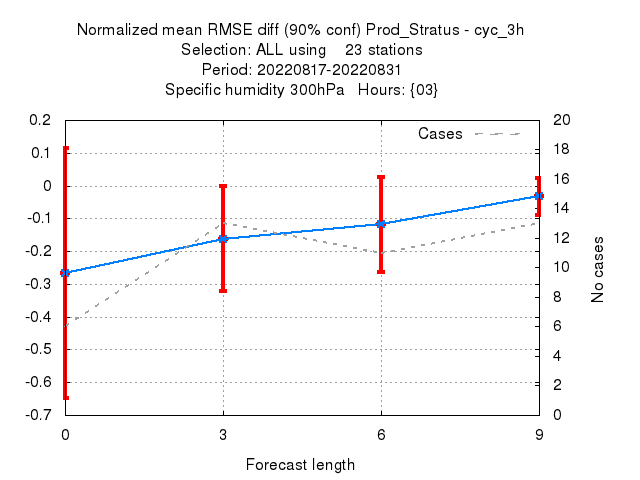 Normalized mean RMSE diff (90% conf) Prod_Stratus - cyc_3h
Selection: ALL using    23 stations
Period: 20220817-20220831
Specific humidity 300hPa   Hours: {03}
0.2
0.1
0
-0.1
-0.2
-0.3
-0.4
-0.5
-0.6
-0.7
Cases
20
18
16
14
12
10
8
6
4
2
0
No cases
0 3 6 9
Forecast length